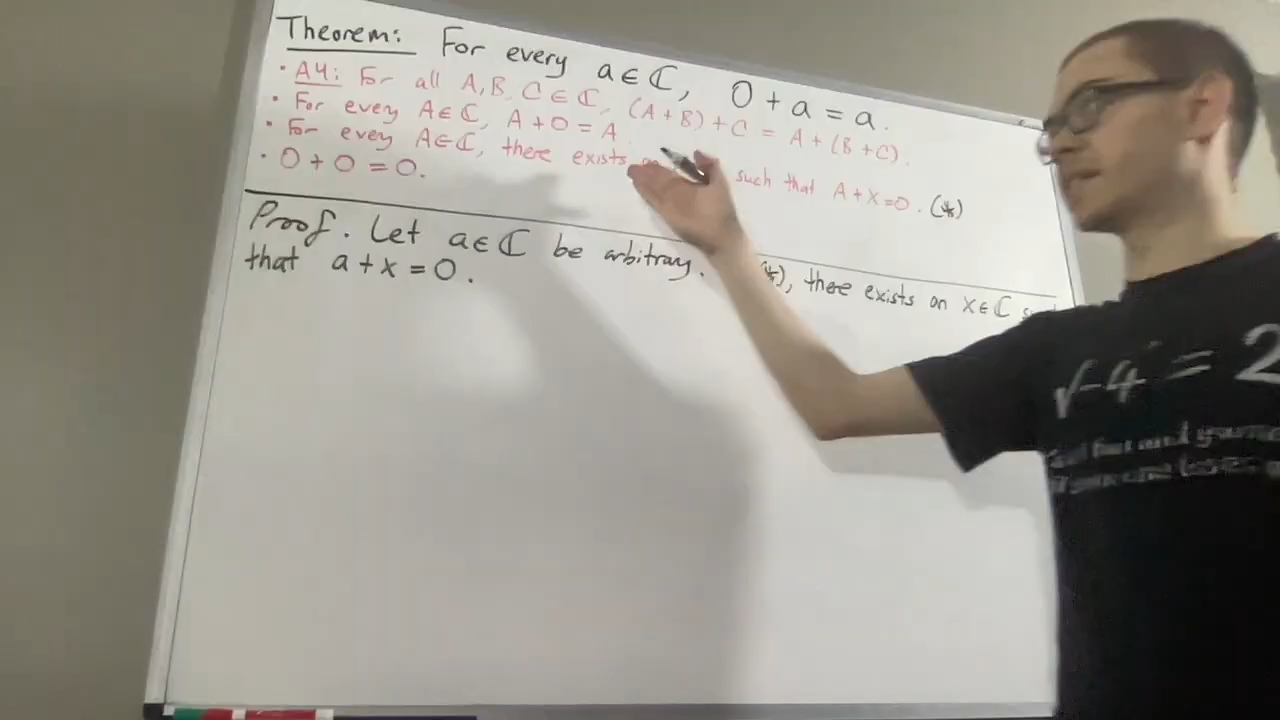 Theorem: For every a ∈ ℂ, 0 + a = a.
· A4: For all A, B, C ∈ ℂ, (A + B) + C = A + (B + C).
· For every A ∈ ℂ, A + 0 = A
· For every A ∈ ℂ, there exists such that A + x = 0. (*)
· 0 + 0 = 0.
Proof. Let a ∈ ℂ be arbitrary. (*), there exists an x ∈ ℂ
that a + x = 0.
√-4 = 2